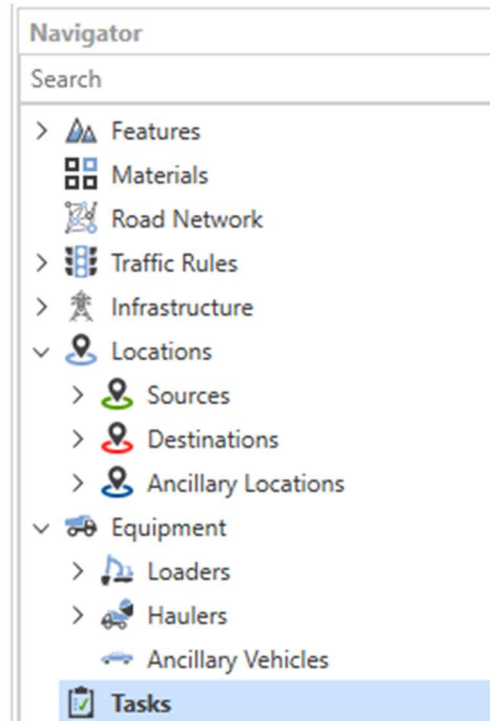 Navigator
Search
Features
Materials
Road Network
Traffic Rules
Infrastructure
Locations
Sources
Destinations
Ancillary Locations
Equipment
Loaders
Haulers
Ancillary Vehicles
Tasks